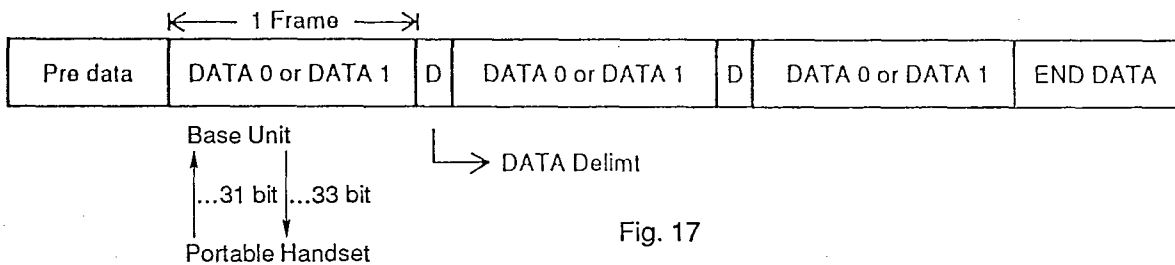 1 Frame
Pre data DATA 0 or DATA 1 D DATA 0 or DATA 1 D DATA 0 or DATA 1 END DATA
Base Unit
DATA Delimt
...31 bit ...33 bit
Portable Handset
Fig. 17